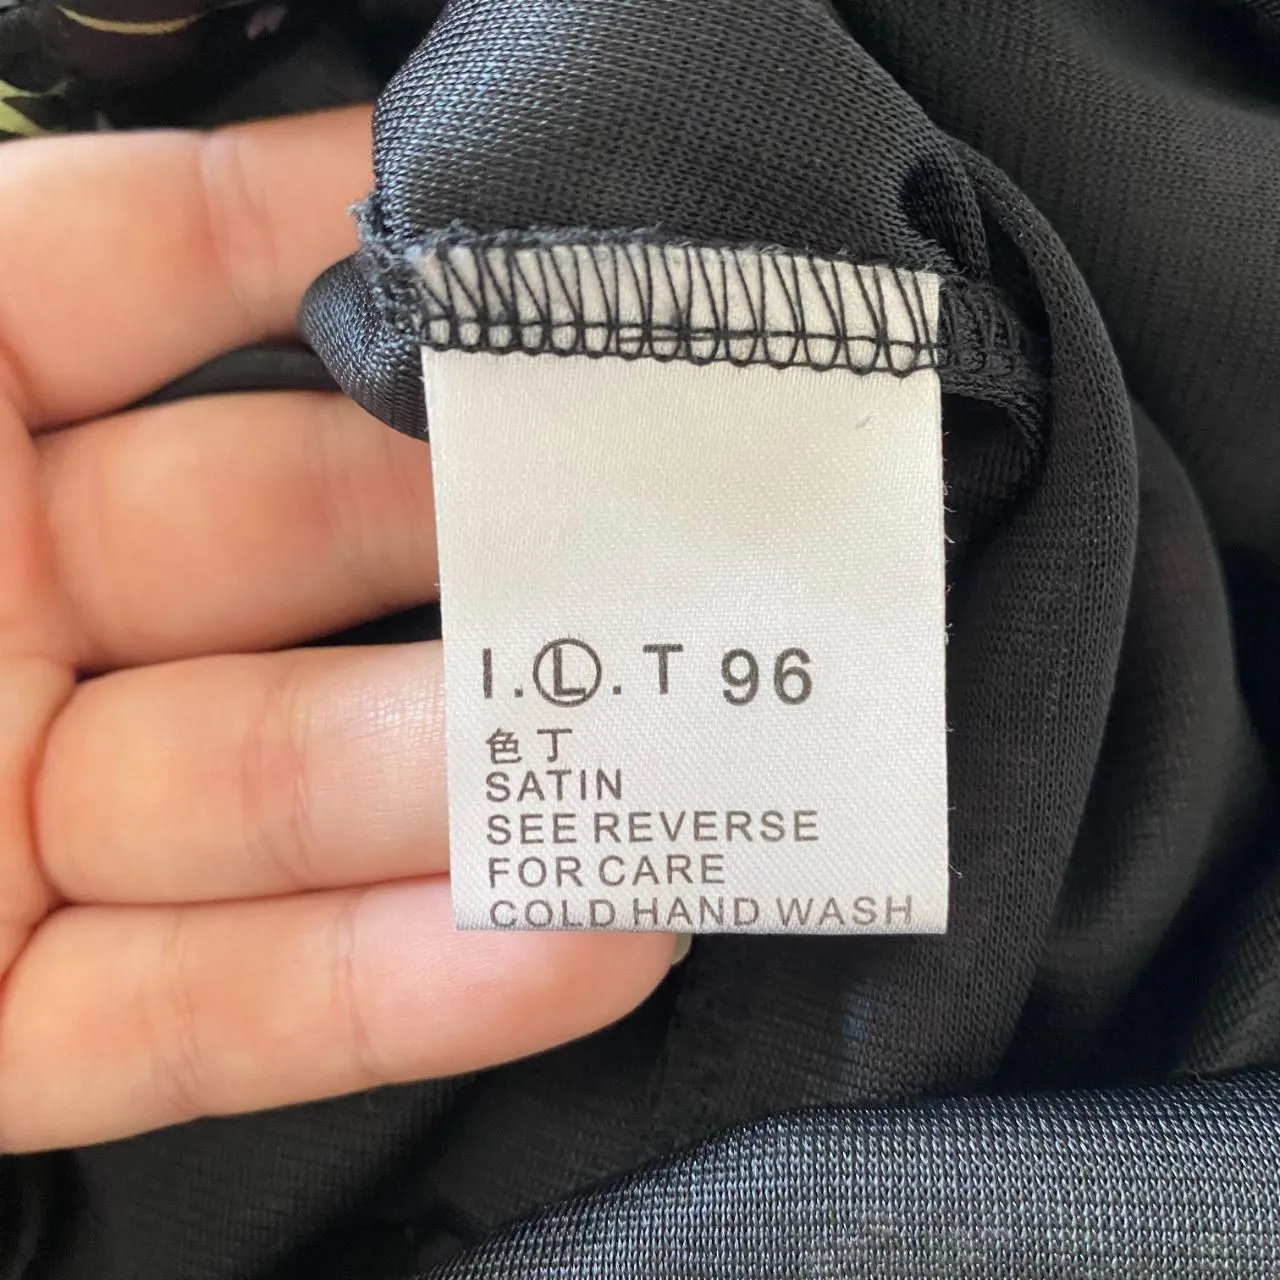 I.Ⓛ.T 96
色丁
SATIN
SEE REVERSE
FOR CARE
COLD HAND WASH